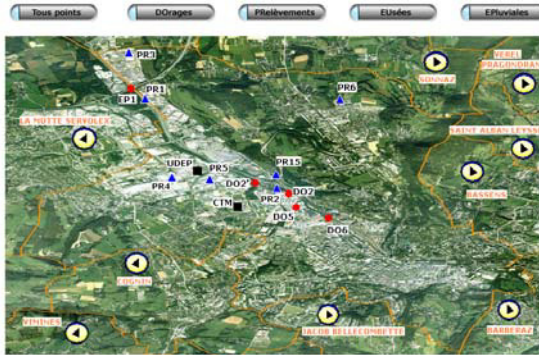 Tous points
DOrages
PRelèvements
EUsées
EPluviales
PR3
VEREL
PRAGONDRAN
SONNAZ
PR1
EP1
PR6
LA MOTTE SERVOLEX
SAINT ALBAN LEYSSE
UDEP
PR5
PR15
PR4
DO2'
DO2
PR2
BASSENS
CTM
DO5
DO6
COGNIN
VIMINES
JACOB BELLECOMBETTE
BARBERAZ